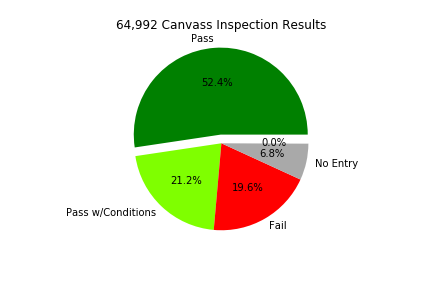 64,992 Canvass Inspection Results
Pass
52.4%
0.0%
6.8%
No Entry
21.2%
19.6%
Pass w/Conditions
Fail